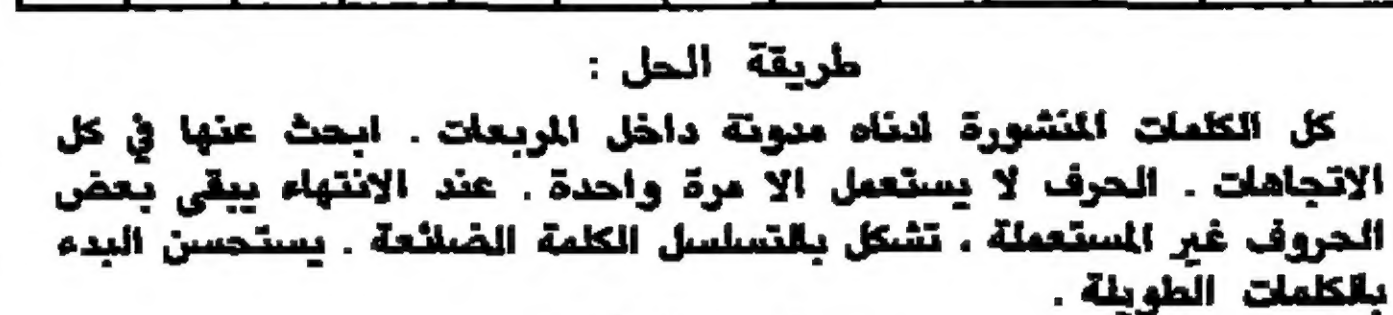 طريقة الحل :
كل الكلمات المنشورة ادناه مدونة داخل المربعات . ابحث عنها في كل
الاتجاهات . الحرف لا يستعمل الا مرة واحدة . عند الانتهاء يبقى بعض
الحروف غير المستعملة . تشكل بالتسلسل الكلمة الضائعة . يستحسن البدء
بالكلمات الطويلة .